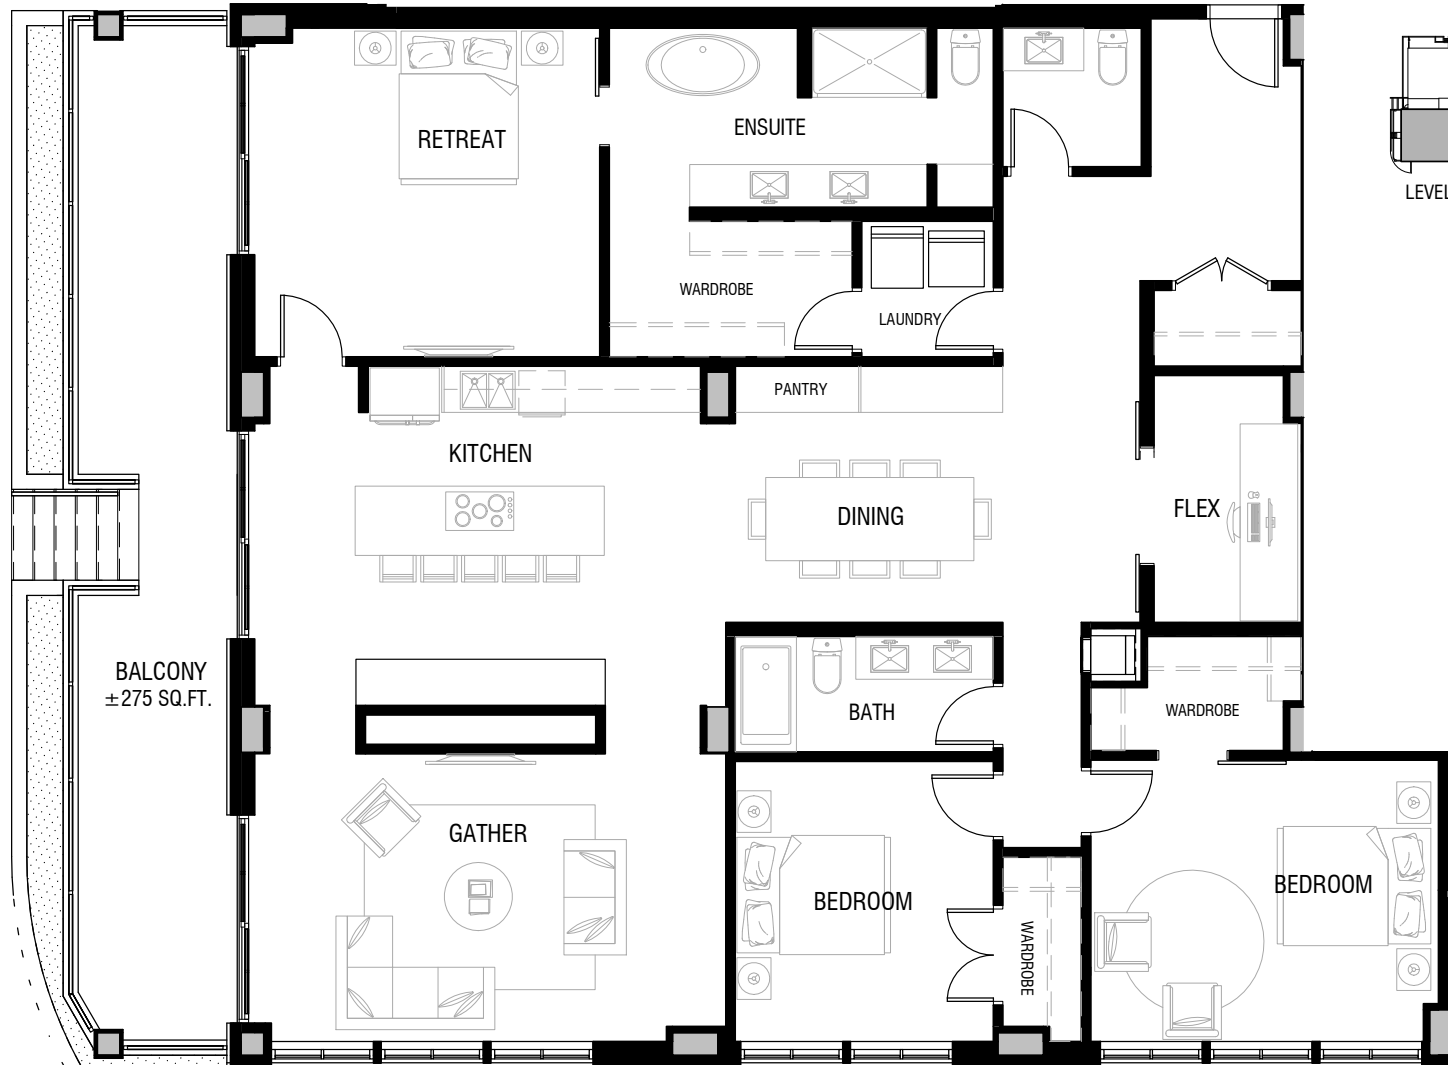 RETREAT
ENSUITE
LEVEL
WARDROBE
LAUNDRY
PANTRY
KITCHEN
DINING
FLEX
BALCONY
±275 SQ.FT.
BATH
WARDROBE
GATHER
BEDROOM
WARDROBE
BEDROOM